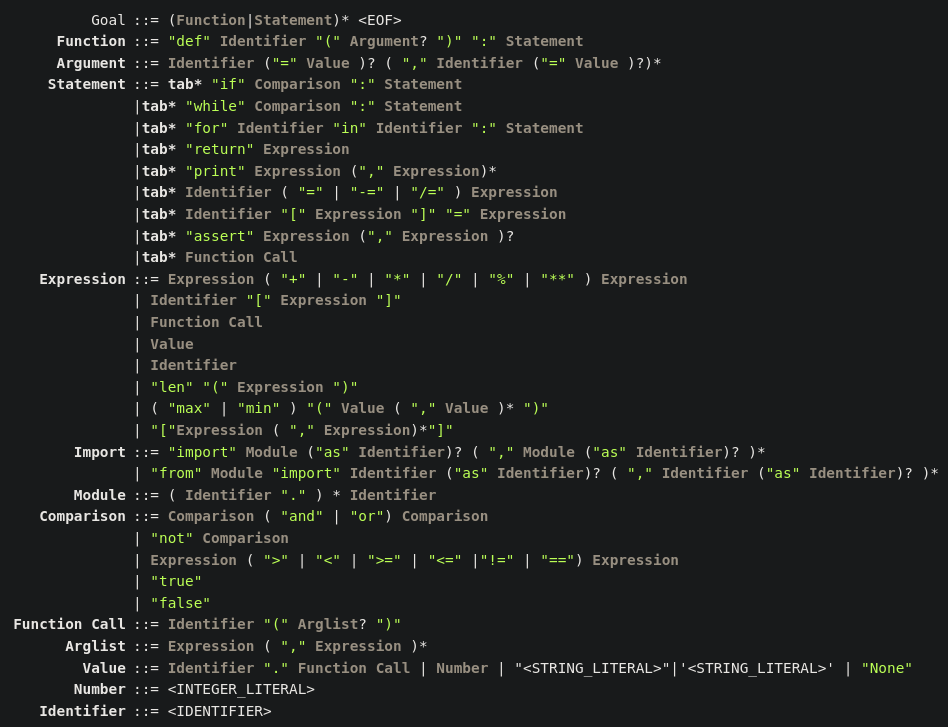 Goal ::= (Function|Statement)* <EOF>
Function ::= "def" Identifier "(" Argument? ")" ":" Statement
Argument ::= Identifier ("=" Value )? ( "," Identifier ("=" Value )?)*
Statement ::= tab* "if" Comparison ":" Statement
|tab* "while" Comparison ":" Statement
|tab* "for" Identifier "in" Identifier ":" Statement
|tab* "return" Expression
|tab* "print" Expression ("," Expression)*
|tab* Identifier ( "=" | "-=" | "/=" ) Expression
|tab* Identifier "[" Expression "]" "=" Expression
|tab* "assert" Expression ("," Expression )?
|tab* Function Call
Expression ::= Expression ( "+" | "-" | "*" | "/" | "%" | "**" ) Expression
| Identifier "[" Expression "]"
| Function Call
| Value
| Identifier
| "len" "(" Expression ")"
| ( "max" | "min" ) "(" Value ( "," Value )* ")"
| "["Expression ( "," Expression)*"]"
Import ::= "import" Module ("as" Identifier)? ( "," Module ("as" Identifier)? )*
| "from" Module "import" Identifier ("as" Identifier)? ( "," Identifier ("as" Identifier)? )*
Module ::= ( Identifier "." ) * Identifier
Comparison ::= Comparison ( "and" | "or") Comparison
| "not" Comparison
| Expression ( ">" | "<" | ">=" | "<=" |"!=" | "==") Expression
| "true"
| "false"
Function Call ::= Identifier "(" Arglist? ")"
Arglist ::= Expression ( "," Expression )*
Value ::= Identifier "." Function Call | Number | "<STRING_LITERAL>"|'<STRING_LITERAL>' | "None"
Number ::= <INTEGER_LITERAL>
Identifier ::= <IDENTIFIER>